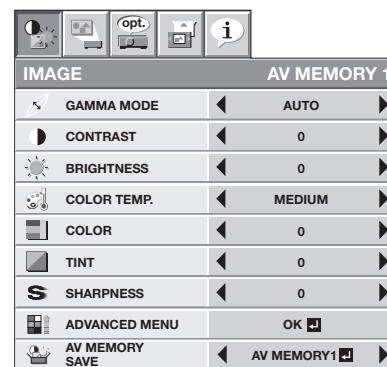 opt.
i
IMAGE AV MEMORY 1
GAMMA MODE AUTO
CONTRAST 0
BRIGHTNESS 0
COLOR TEMP. MEDIUM
COLOR 0
TINT 0
SHARPNESS 0
ADVANCED MENU OK
AV MEMORY
SAVE AV MEMORY1